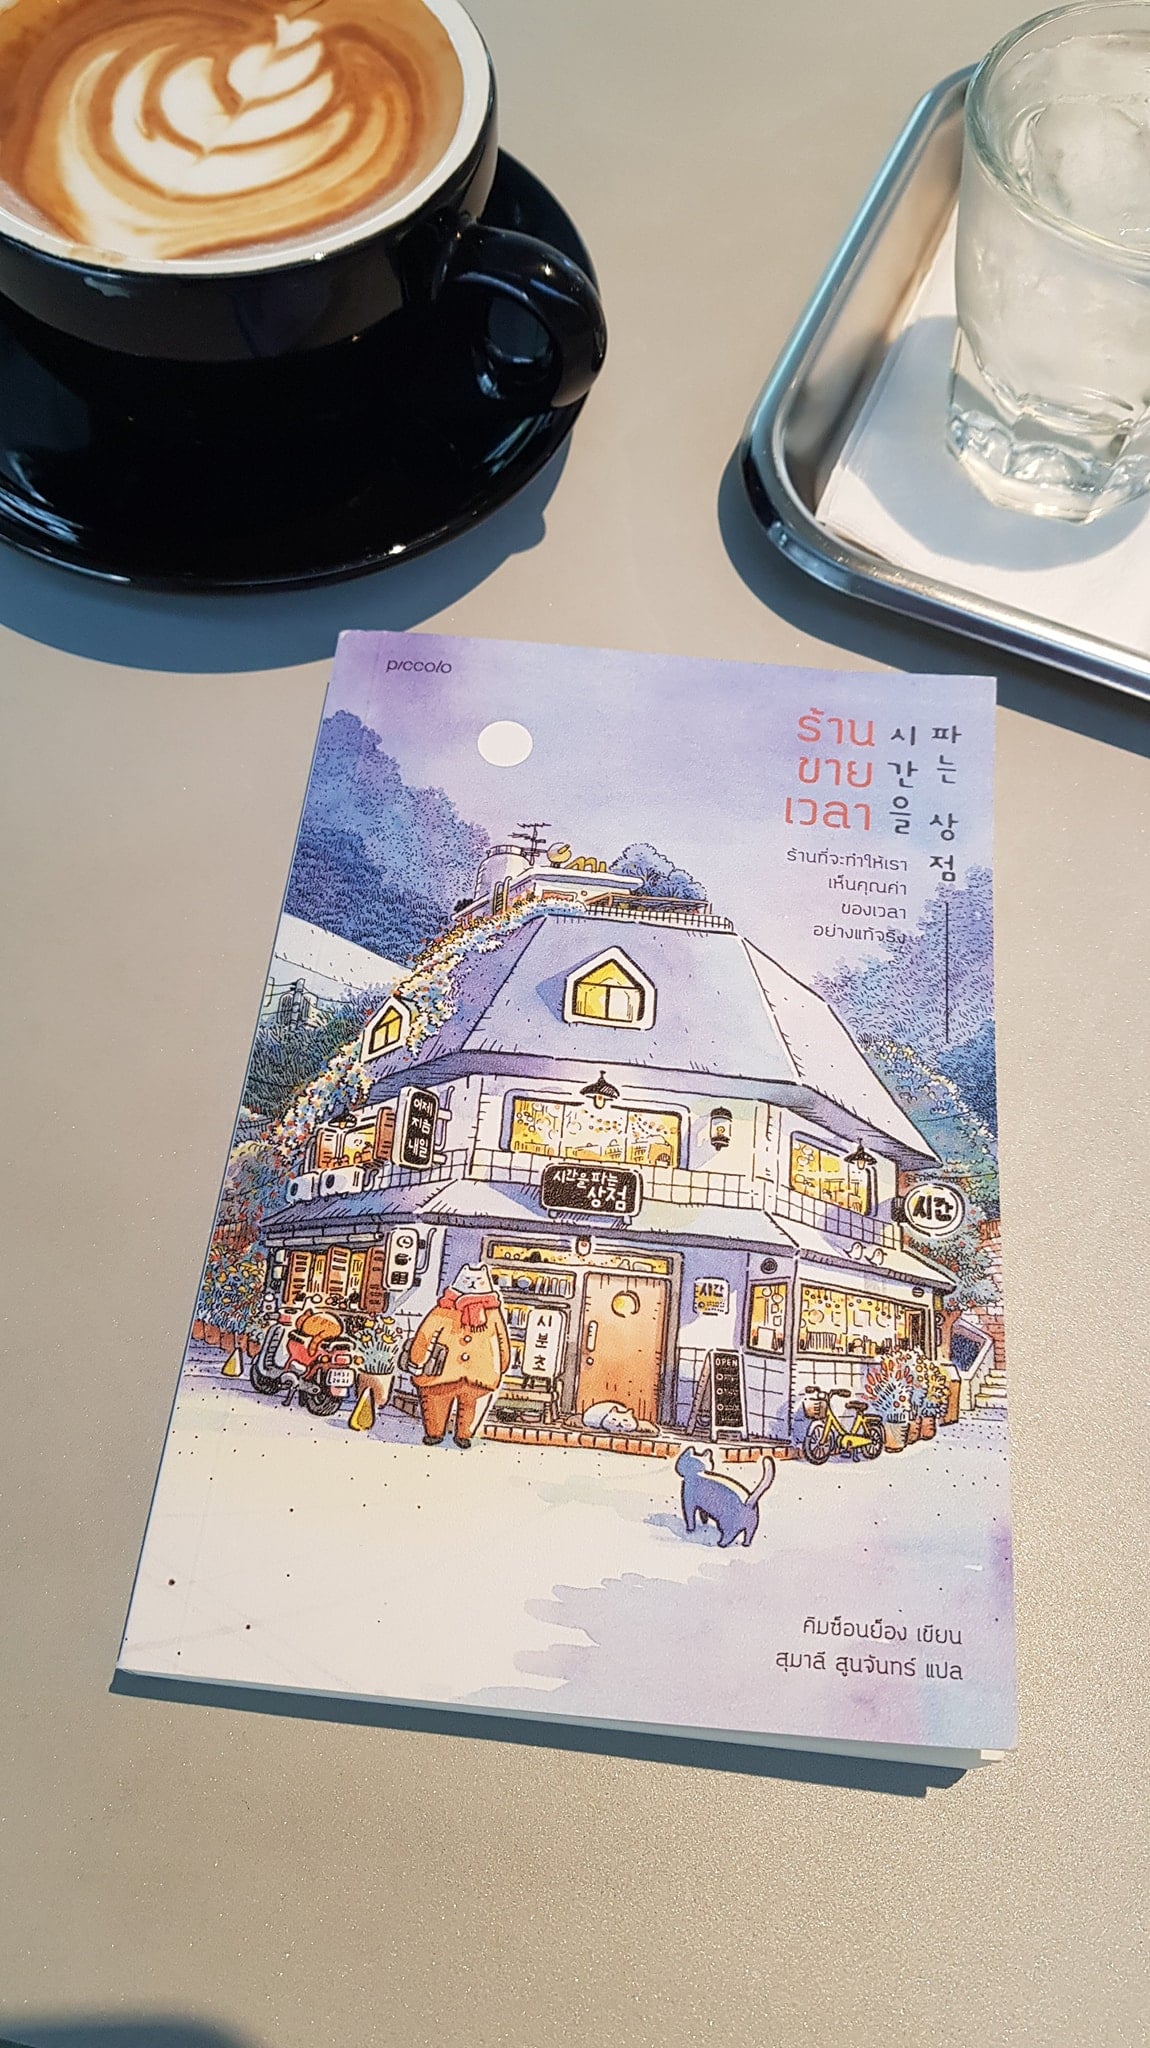 piccolo
ร้าน
ขาย
เวลา
시간을
파는 상점
ร้านที่จะทำให้เรา
เห็นคุณค่า
ของเวลา
อย่างแท้จริง
어제
지금
내일
시간을 파는
상점
시간
시간
시
분
초
OPEN
คิมซ็อนย็อง เขียน
สุมาลี สูนจันทร์ แปล